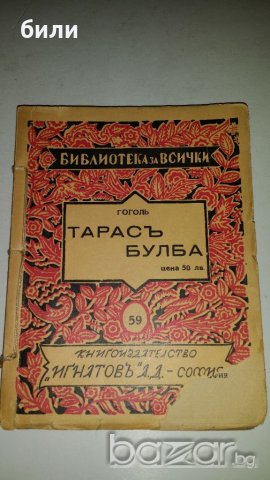 били
БИБЛИОТЕКА ЗА ВСИЧКИ
ГОГОЛЬ
ТАРАСЪ
БУЛБА
цена 50 лв.
59
КНИГОИЗДАТЕЛСТВО
„ИГНАТОВЪ“ А.Д. – СОФИЯ
bazar.bg